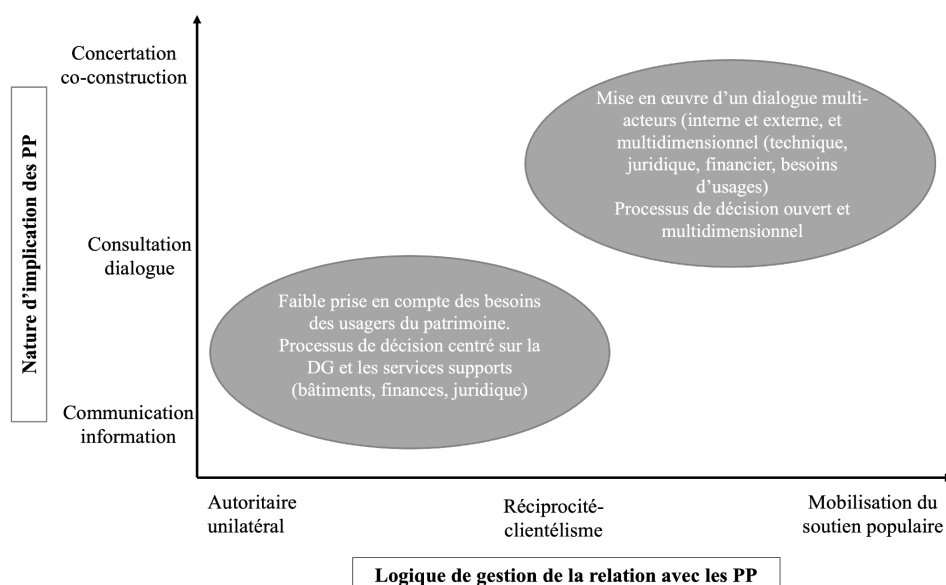 Concertation
co-construction
Nature d'implication des PP
Consultation
dialogue
Communication
information
Mise en œuvre d'un dialogue multi-
acteurs (interne et externe, et
multidimensionnel (technique,
juridique, financier, besoins
d'usages)
Processus de décision ouvert et
multidimensionnel
Faible prise en compte des besoins
des usagers du patrimoine.
Processus de décision centré sur la
DG et les services supports
(bâtiments, finances, juridique)
Autoritaire
unilatéral
Réciprocité-
clientélisme
Mobilisation du
soutien populaire
Logique de gestion de la relation avec les PP